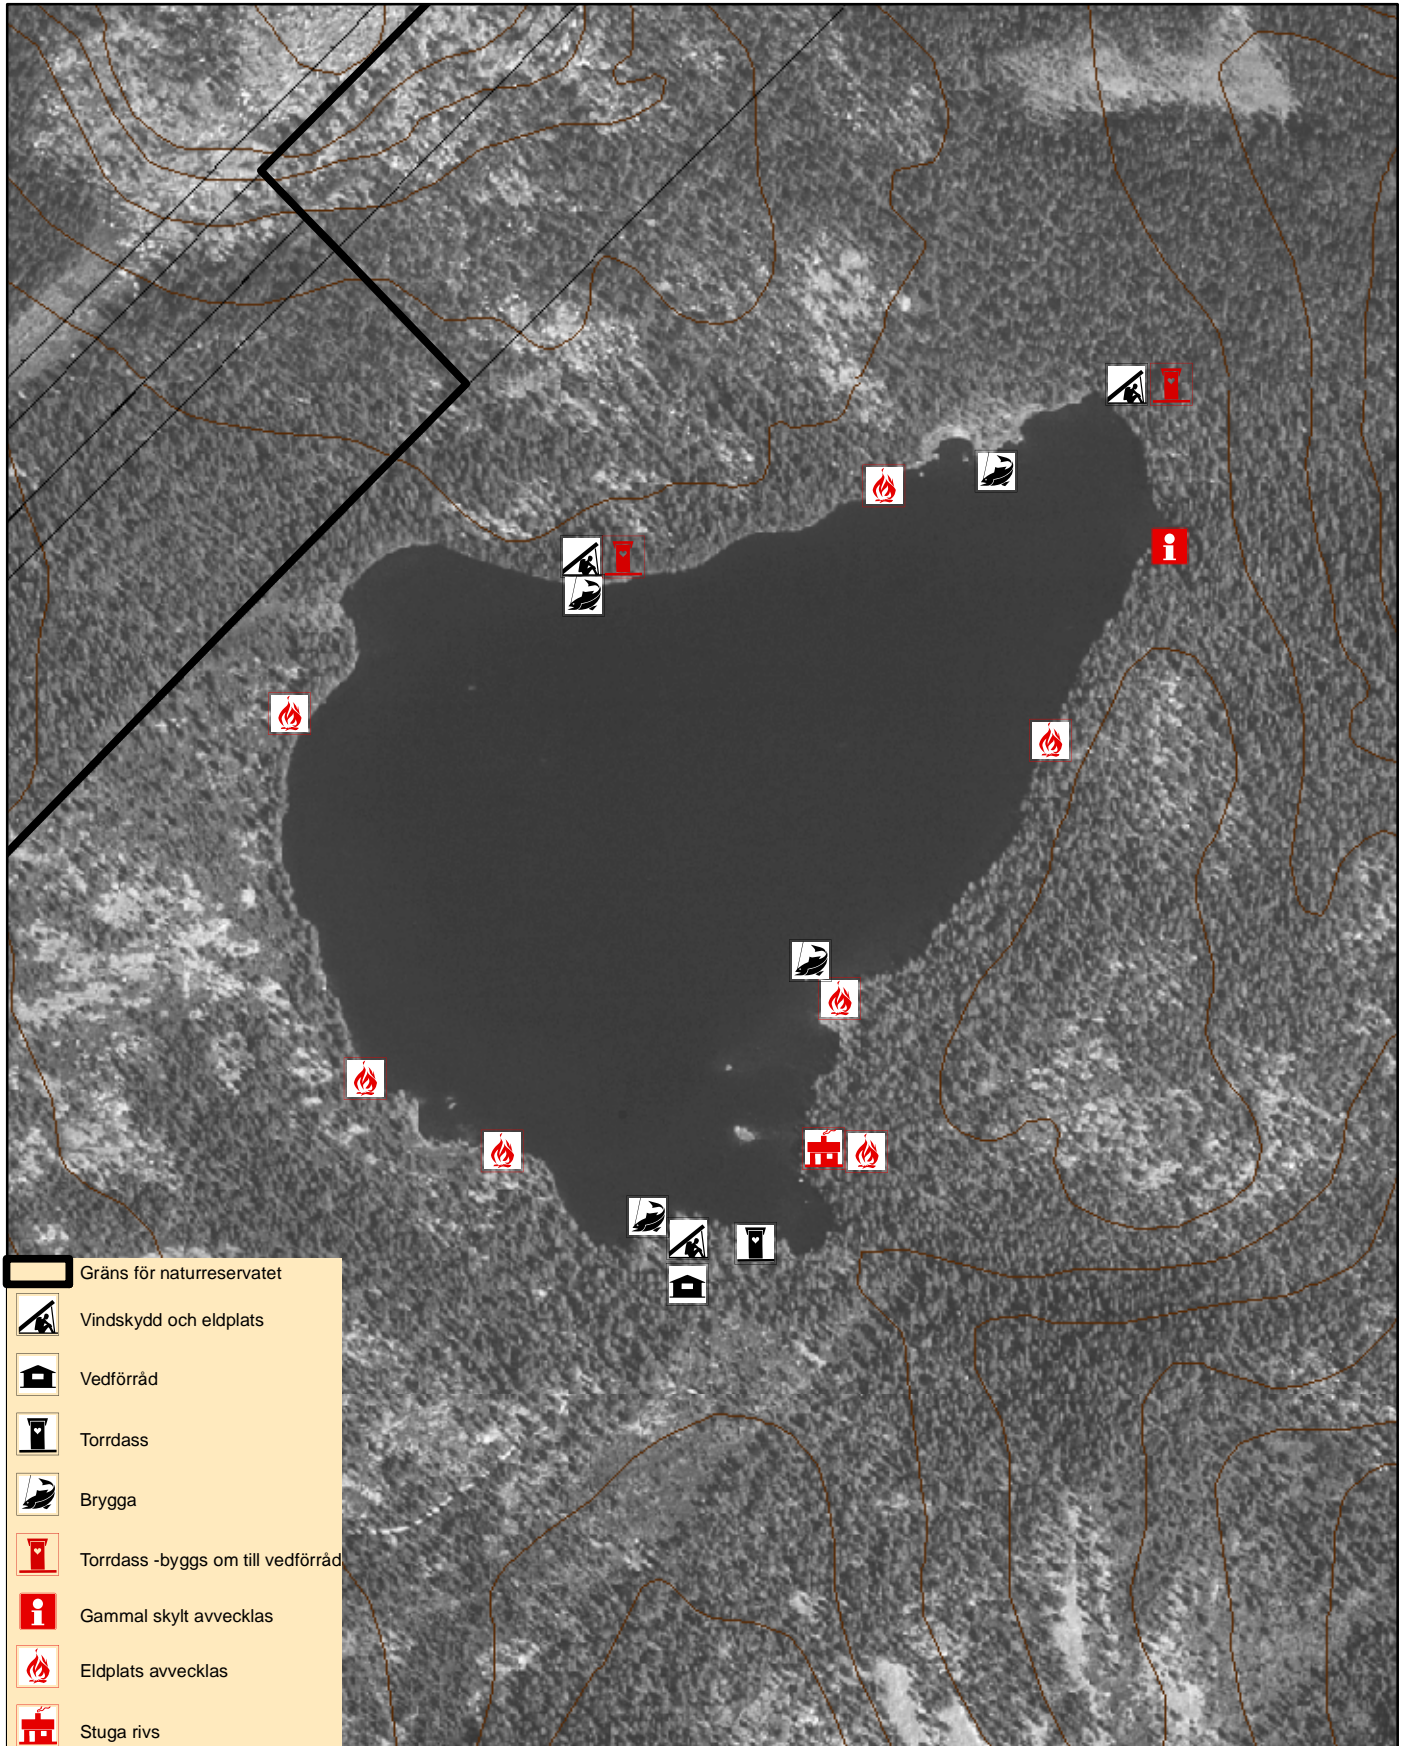 Gräns för naturreservatet
Vindskydd och eldplats
Vedförråd
Torrdass
Brygga
Torrdass -byggs om till vedförråd
Gammal skylt avvecklas
Eldplats avvecklas
Stuga rivs